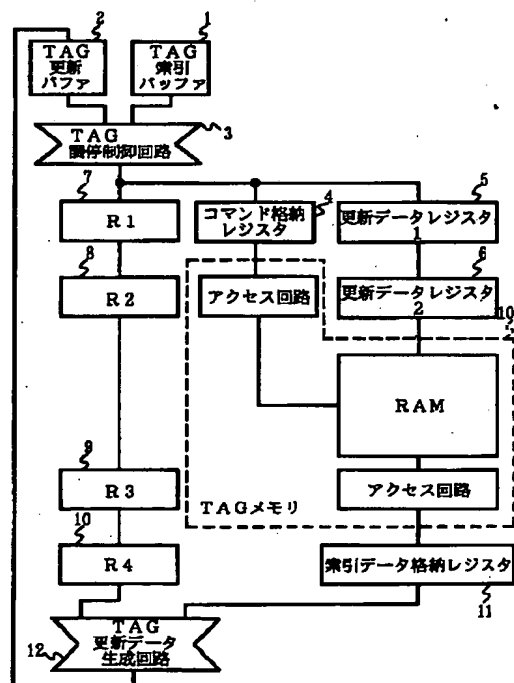 2
1
TAG
更新
バファ
TAG
索引
バッファ
TAG
調停制御回路
3
7
R1
4
コマンド格納
レジスタ
5
更新データレジスタ
1
8
R2
アクセス回路
6
更新データレジスタ
2
10
RAM
9
R3
アクセス回路
TAGメモリ
10
R4
索引データ格納レジスタ
11
TAG
更新データ
生成回路
12